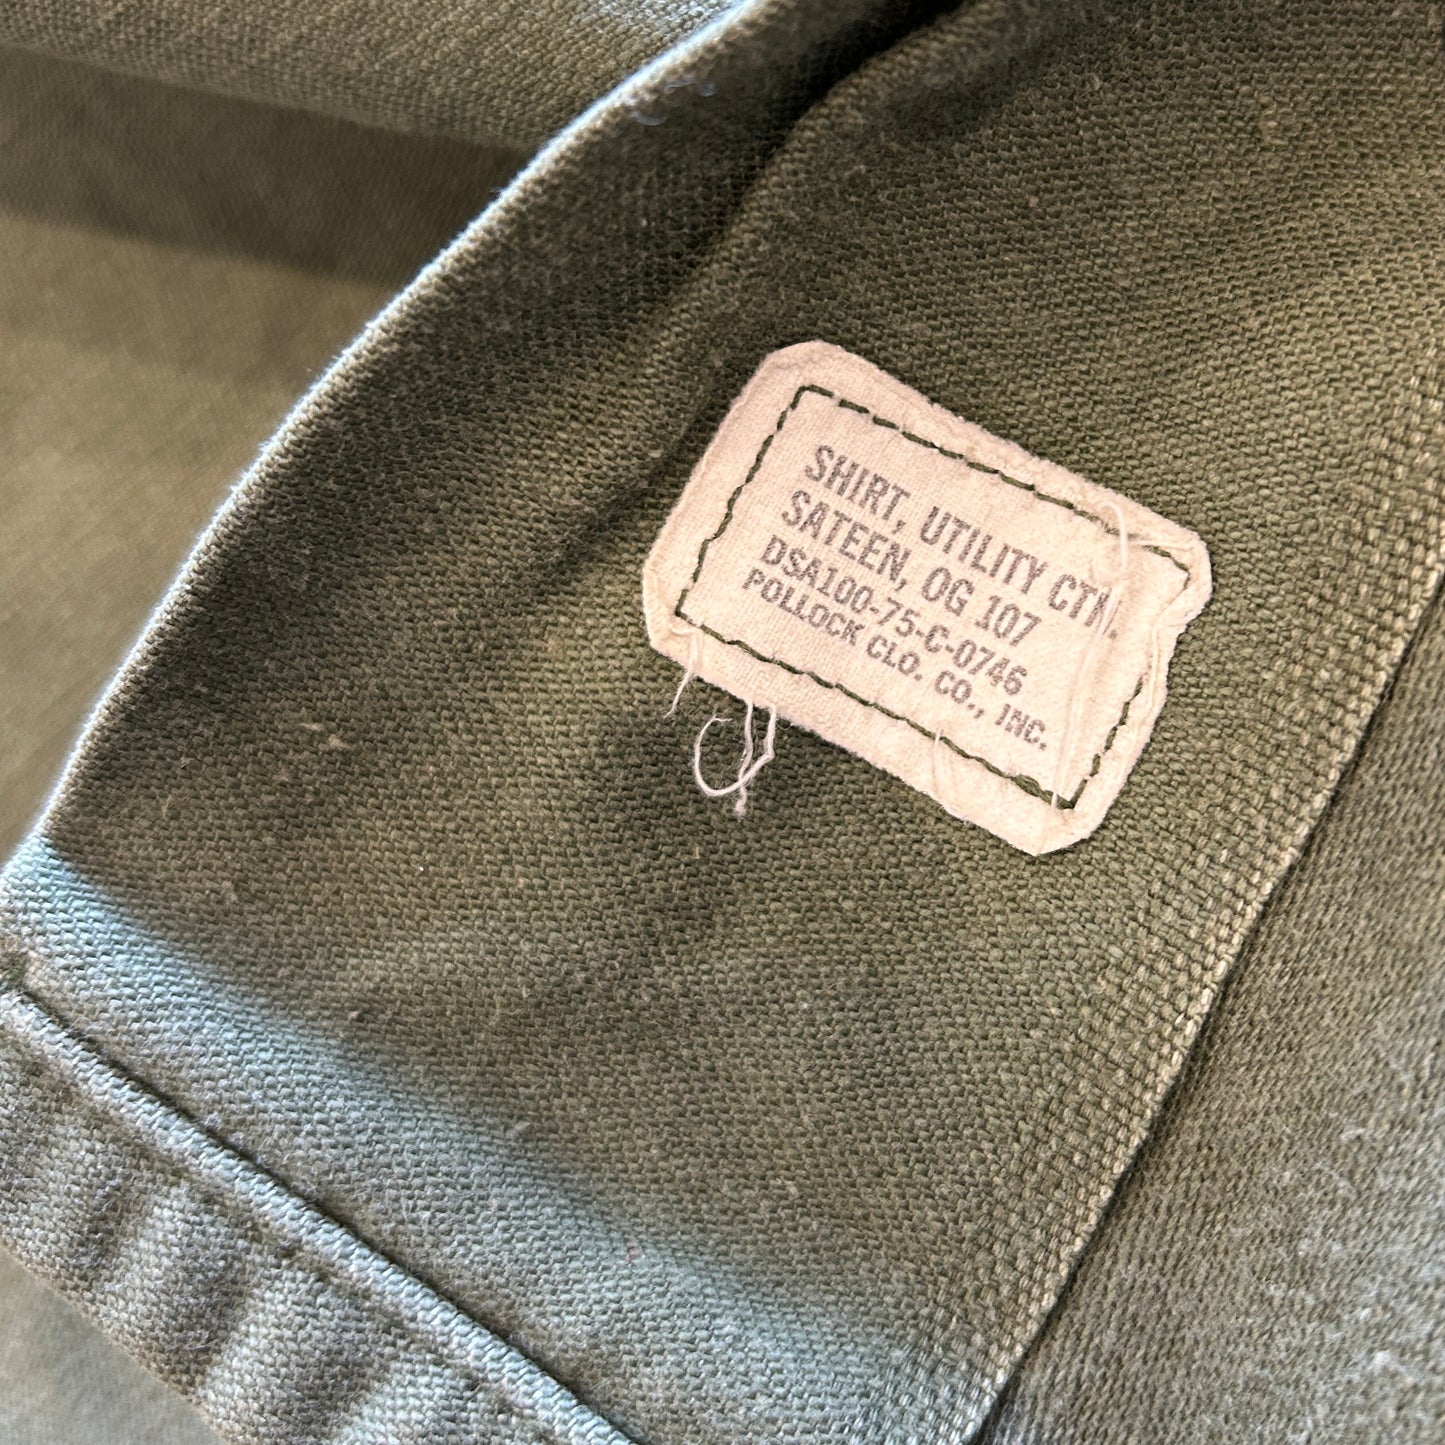 SHIRT, UTILITY CTN.
SATEEN, OG 107
DSA100-75-C-0746
POLLOCK CLO. CO., INC.